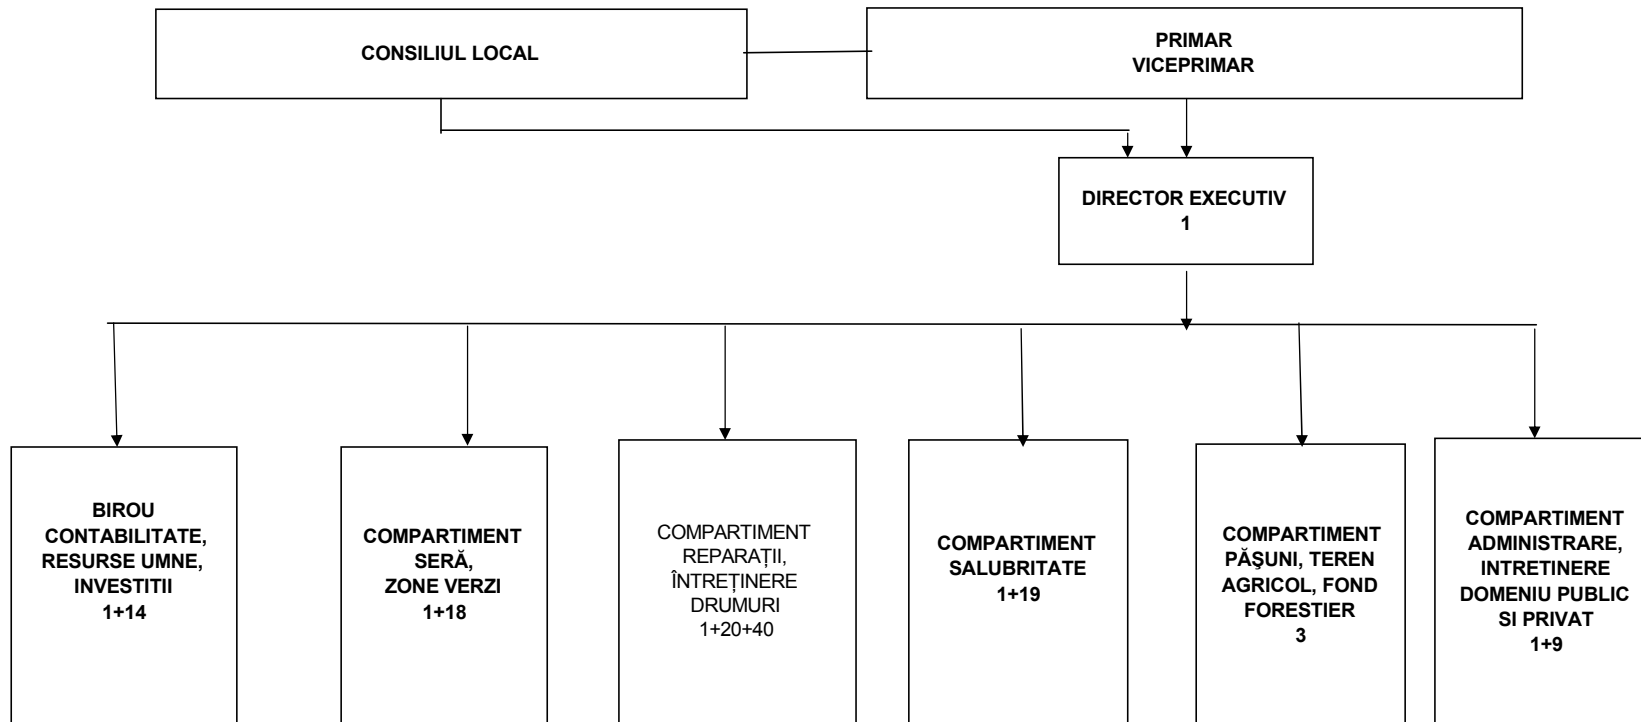 CONSILIUL LOCAL
PRIMAR
VICEPRIMAR
DIRECTOR EXECUTIV
1
BIROU
CONTABILITATE,
RESURSE UMNE,
INVESTITII
1+14
COMPARTIMENT
SERĂ,
ZONE VERZI
1+18
COMPARTIMENT
REPARAȚII,
ÎNTREȚINERE
DRUMURI
1+20+40
COMPARTIMENT
SALUBRITATE
1+19
COMPARTIMENT
PĂŞUNI, TEREN
AGRICOL, FOND
FORESTIER
3
COMPARTIMENT
ADMINISTRARE,
INTRETINERE
DOMENIU PUBLIC
SI PRIVAT
1+9